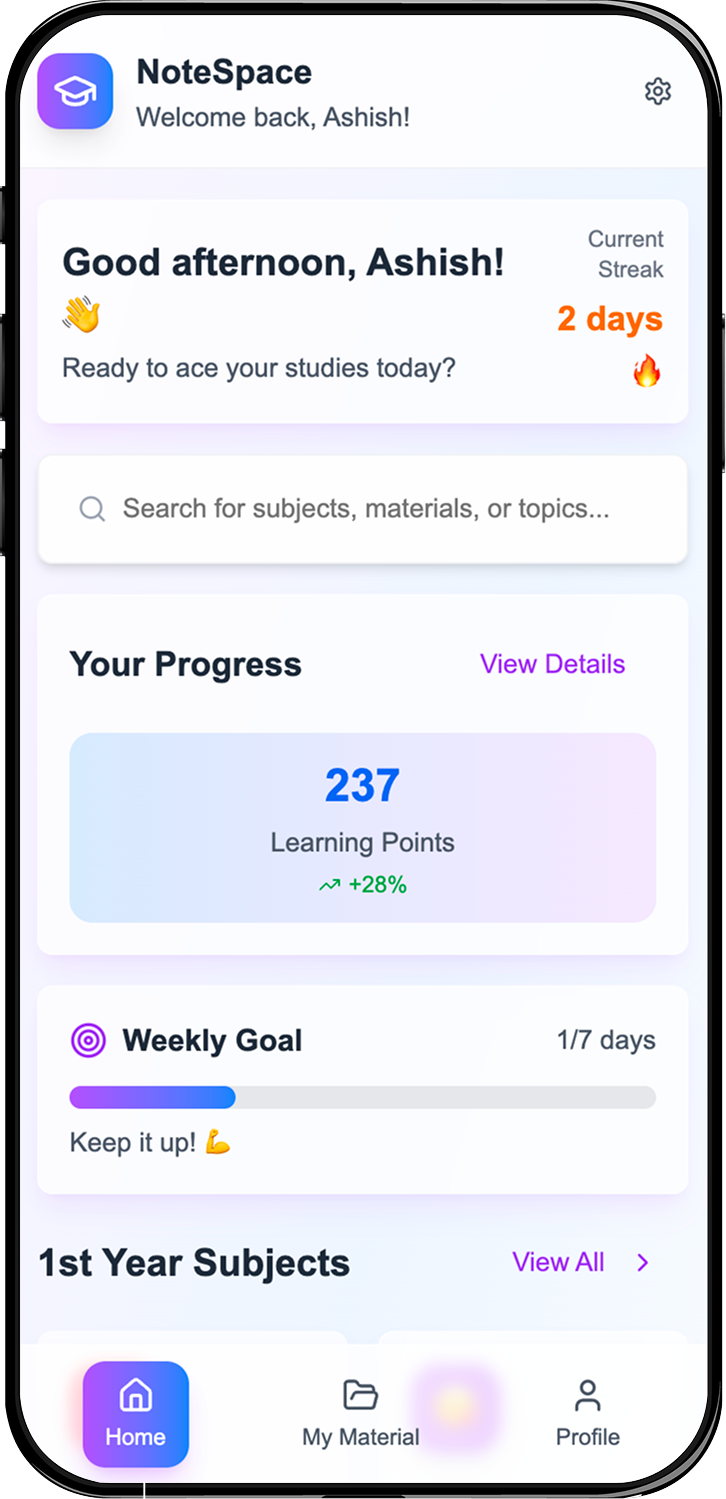 NoteSpace
Welcome back, Ashish!
Good afternoon, Ashish!
👋
Ready to ace your studies today?
Current
Streak
2 days
🔥
Search for subjects, materials, or topics...
Your Progress
View Details
237
Learning Points
+28%
Weekly Goal
1/7 days
Keep it up! 💪
1st Year Subjects
View All
Home
My Material
Profile